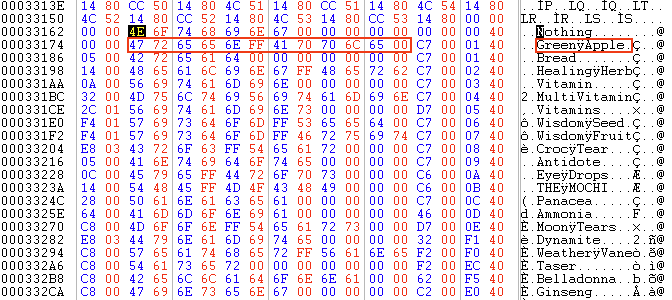 0003313E 14 80 CC 50 14 80 4C 51 14 80 CC 51 14 80 4C 54 14 80 ..ÌP..LQ..ÌQ..LT..
00033150 4C 52 14 80 CC 52 14 80 4C 53 14 80 CC 53 14 80 00 40 LR..ÌR..LS..ÌS...@
00033162 00 00 4E 6F 74 68 69 6E 67 00 00 00 00 00 00 00 00 40 ..Nothing........@
00033174 00 00 47 72 65 65 6E FF 41 70 70 6C 65 00 C7 00 01 40 ..GreenÿApple.Ç..@
00033186 05 00 42 72 65 61 64 00 00 00 00 00 00 00 C7 00 04 40 ..Bread.......Ç..@
00033198 14 00 48 65 61 6C 69 6E 67 FF 48 65 72 62 C7 00 02 40 ..HealingÿHerbÇ..@
000331AA 0A 00 56 69 74 61 6D 69 6E 00 00 00 00 00 C7 00 03 40 ..Vitamin.....Ç..@
000331BC 32 00 4D 75 6C 74 69 56 69 74 61 6D 69 6E C7 00 04 40 2.MultiVitaminÇ..@
000331CE 2C 01 56 69 74 61 6D 69 6E 73 00 00 00 00 D7 00 05 40 ,.Vitamins....×..@
000331E0 F4 01 57 69 73 64 6F 6D FF 53 65 65 64 00 C7 00 06 40 ô.WisdomÿSeed.Ç..@
000331F2 F4 01 57 69 73 64 6F 6D FF 46 72 75 69 74 C7 00 07 40 ô.WisdomÿFruitÇ..@
00033204 E8 03 43 72 6F 63 FF 54 65 61 72 00 00 00 C7 00 08 40 è.CrocÿTear...Ç..@
00033216 05 00 41 6E 74 69 64 6F 74 65 00 00 00 00 C7 00 09 40 ..Antidote....Ç..@
00033228 0C 00 45 79 65 FF 44 72 6F 70 73 00 00 00 C6 00 0A 40 ..EyeÿDrops...Æ..@
0003323A 14 00 54 48 45 FF 4D 4F 43 48 49 00 00 00 C6 00 0B 40 ..THEÿMOCHI...Æ..@
0003324C 28 00 50 61 6E 61 63 65 61 00 00 00 00 00 C7 00 0C 40 (.Panacea.....Ç..@
0003325E 64 00 41 6D 6D 6F 6E 69 61 00 00 00 00 00 46 00 0D 40 d.Ammonia.....F..@
00033270 C8 00 4D 6F 6F 6E FF 54 65 61 72 73 00 00 D7 00 0E 40 È.MoonÿTears..×..@
00033282 E8 03 44 79 6E 61 6D 69 74 65 00 00 00 00 32 00 F1 40 è.Dynamite....2.ñ@
00033294 C8 00 57 65 61 74 68 65 72 FF 56 61 6E 65 F2 00 F0 40 È.WeatherÿVaneò.ð@
000332A6 C8 00 54 61 73 65 72 00 00 00 00 00 00 00 F2 00 EC 40 È.Taser.......ò.ì@
000332B8 C8 00 42 65 6C 6C 61 64 6F 6E 6E 61 00 00 62 00 F5 40 È.Belladonna..b.õ@
000332CA C8 00 47 69 6E 73 65 6E 67 00 00 00 00 00 C2 00 E0 40 È.Ginseng.....Â.à@